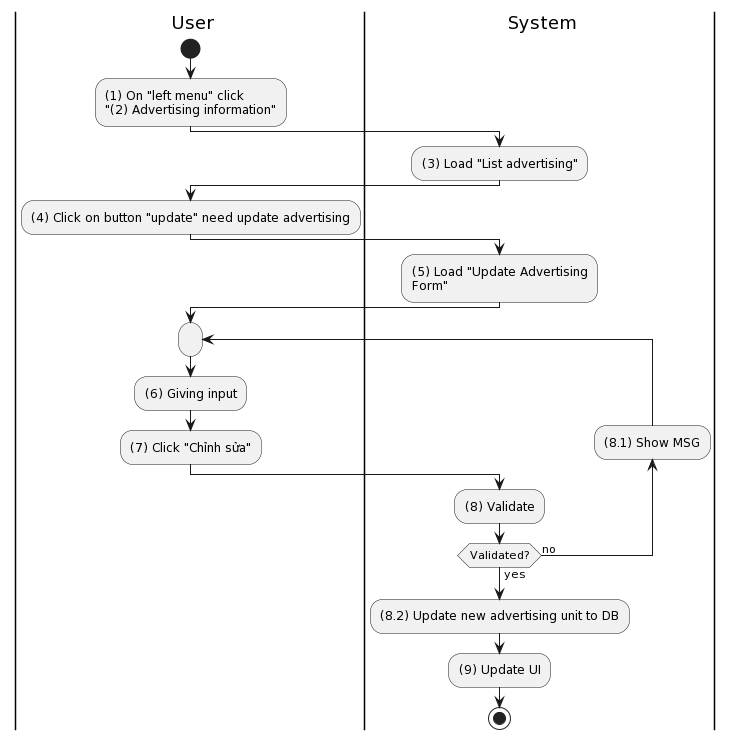 User
System
(1) On "left menu" click
"(2) Advertising information"
(3) Load "List advertising"
(4) Click on button "update" need update advertising
(5) Load "Update Advertising
Form"
(6) Giving input
(8.1) Show MSG
(7) Click "Chỉnh sửa"
(8) Validate
Validated?
no
yes
(8.2) Update new advertising unit to DB
(9) Update UI